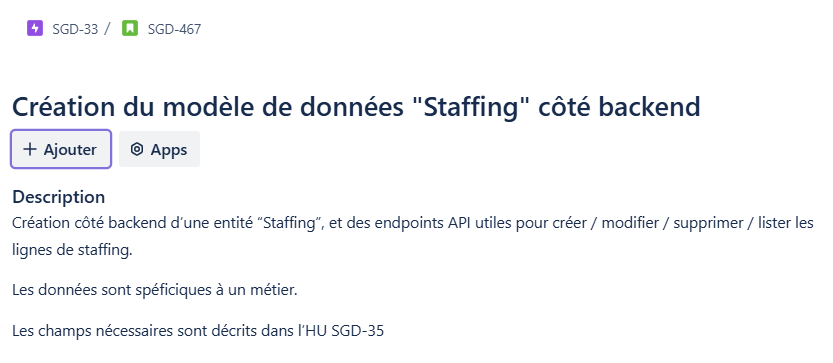 SGD-33 / SGD-467
Création du modèle de données "Staffing" côté backend
+ Ajouter Apps
Description
Création côté backend d’une entité “Staffing”, et des endpoints API utiles pour créer / modifier / supprimer / lister les
lignes de staffing.
Les données sont spéficiques à un métier.
Les champs nécessaires sont décrits dans l’HU SGD-35